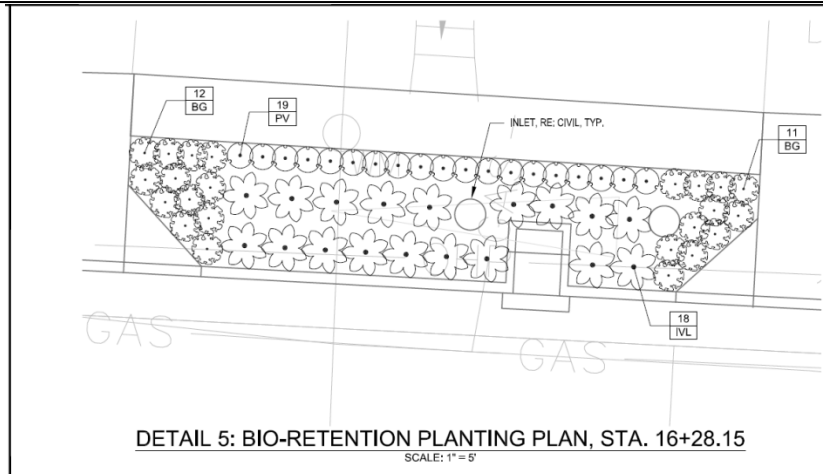 12
BG
19
PV
INLET, RE: CIVIL, TYP.
11
BG
18
IVL
GAS
GAS
DETAIL 5: BIO-RETENTION PLANTING PLAN, STA. 16+28.15
SCALE: 1" = 5'